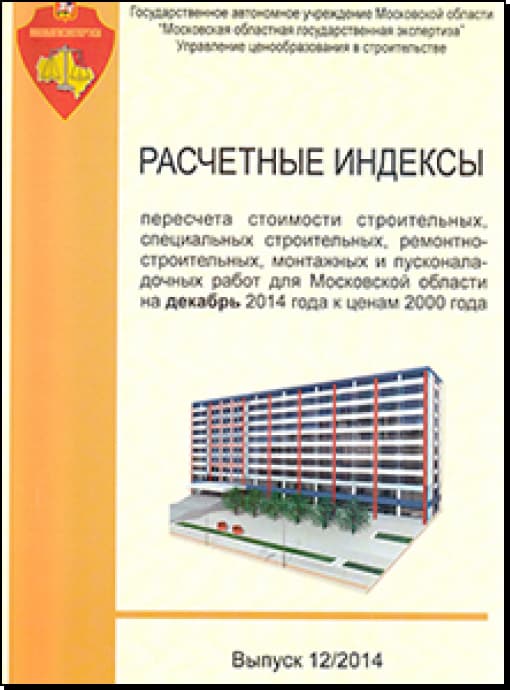 Государственное автономное учреждение Московской области
"Московская областная государственная экспертиза"
Управление ценообразования в строительстве
МОСОБЛГОСЭКСПЕРТИЗА
РАСЧЕТНЫЕ ИНДЕКСЫ
пересчета стоимости строительных,
специальных строительных, ремонтно-
строительных, монтажных и пусконала-
дочных работ для Московской области
на декабрь 2014 года к ценам 2000 года
Выпуск 12/2014